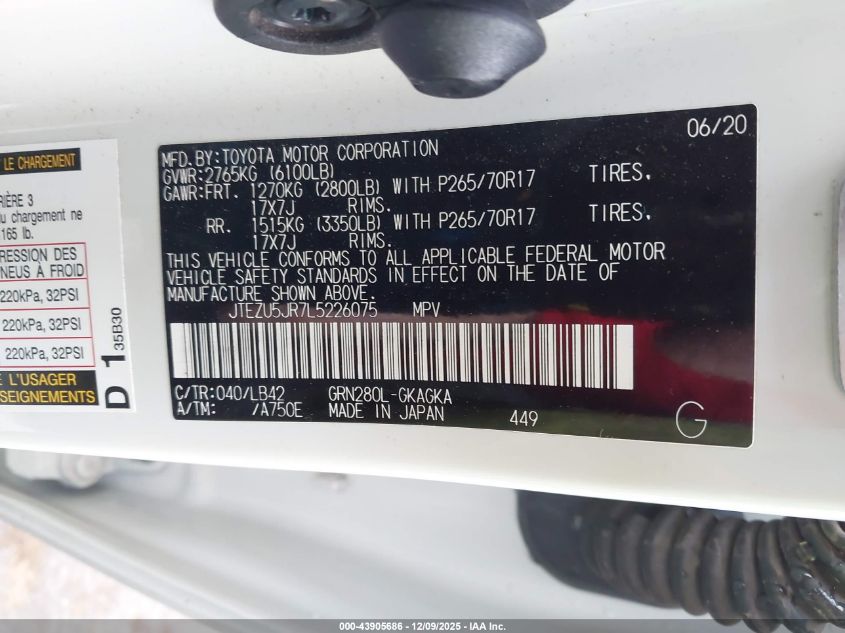 LE CHARGEMENT
RIÈRE 3
u chargement ne
165 lb.
RESSION DES
NEUS À FROID
220kPa, 32PSI
220kPa, 32PSI
220kPa, 32PSI
E L'USAGER
SEIGNEMENTS
D 1 35B30
06/20
MFD.BY:TOYOTA MOTOR CORPORATION
GVWR:2765KG (6100LB)
GAWR:FRT. 1270KG (2800LB) WITH P265/70R17 TIRES,
17X7J RIMS.
RR. 1515KG (3350LB) WITH P265/70R17 TIRES,
17X7J RIMS.
THIS VEHICLE CONFORMS TO ALL APPLICABLE FEDERAL MOTOR
VEHICLE SAFETY STANDARDS IN EFFECT ON THE DATE OF
MANUFACTURE SHOWN ABOVE.
JTEZU5JR7L5226075 MPV
C/TR:040/LB42 GRN280L-GKAGKA
A/TM: /A750E MADE IN JAPAN 449
G
000-43905686 - 12/09/2025 - IAA Inc.